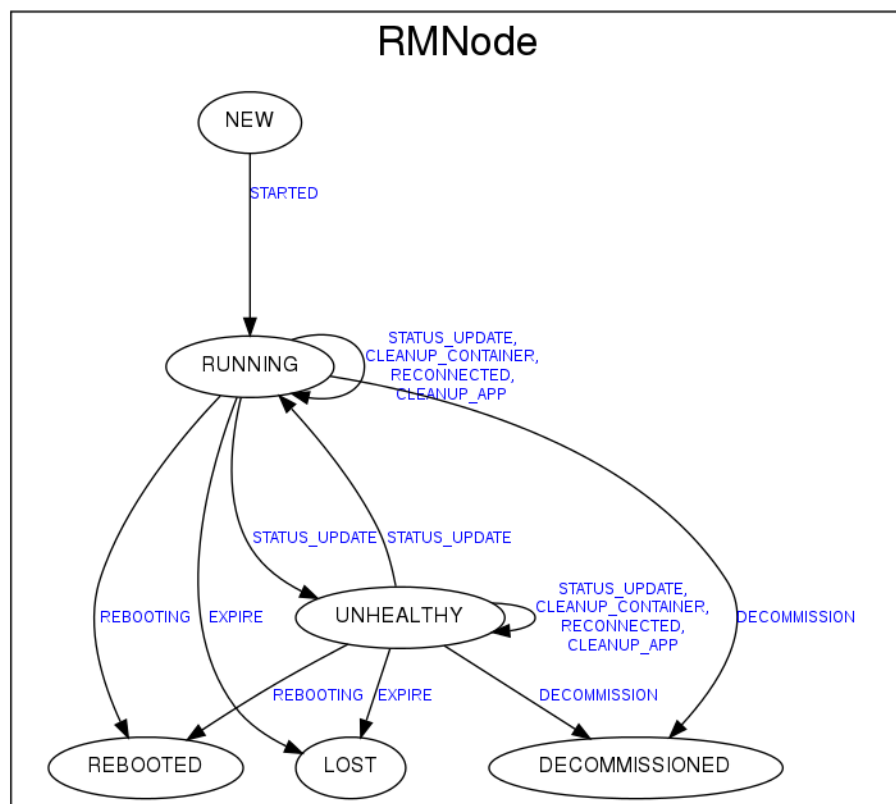 RMNode
NEW
STARTED
RUNNING
STATUS_UPDATE,
CLEANUP_CONTAINER,
RECONNECTED,
CLEANUP_APP
STATUS_UPDATE
STATUS_UPDATE
UNHEALTHY
STATUS_UPDATE,
CLEANUP_CONTAINER,
RECONNECTED,
CLEANUP_APP
REBOOTING
EXPIRE
DECOMMISSION
REBOOTING
EXPIRE
DECOMMISSION
REBOOTED
LOST
DECOMMISSIONED